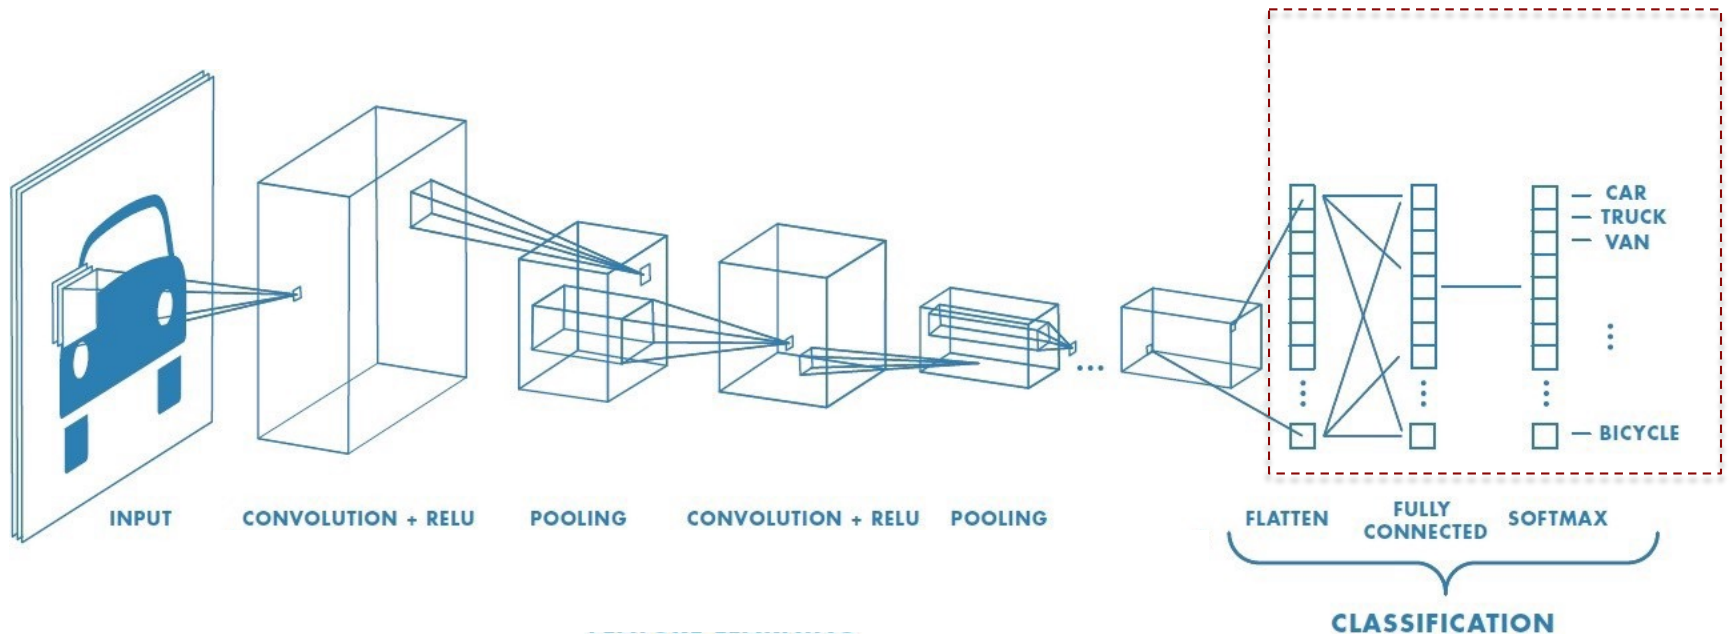 CAR
TRUCK
VAN
BICYCLE
INPUT
CONVOLUTION + RELU
POOLING
CONVOLUTION + RELU
POOLING
FLATTEN
FULLY
CONNECTED
SOFTMAX
CLASSIFICATION